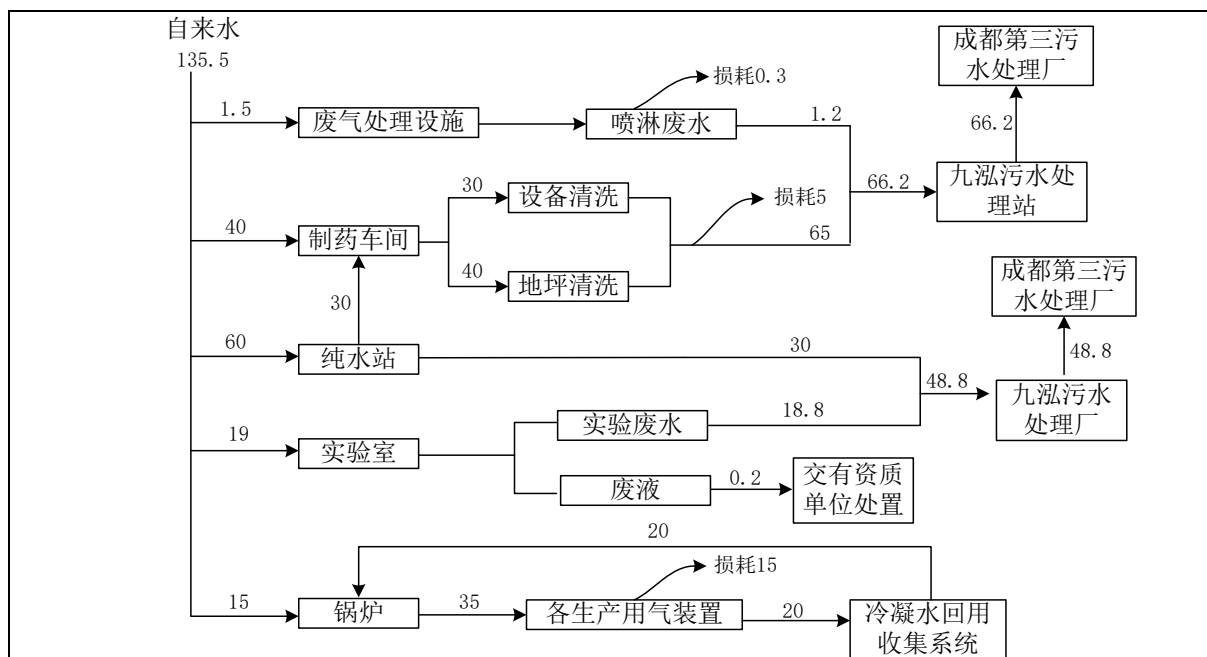 自来水
135.5
成都第三污
水处理厂
损耗0.3
1.5
废气处理设施
喷淋废水
1.2
66.2
30
设备清洗
损耗5
66.2
九泓污水处
理站
40
制药车间
65
40
地坪清洗
成都第三污
水处理厂
30
60
纯水站
30
48.8
48.8
九泓污水
处理厂
19
实验室
实验废水
18.8
废液
0.2
交有资质
单位处置
20
损耗15
15
锅炉
35
各生产用气装置
20
冷凝水回用
收集系统